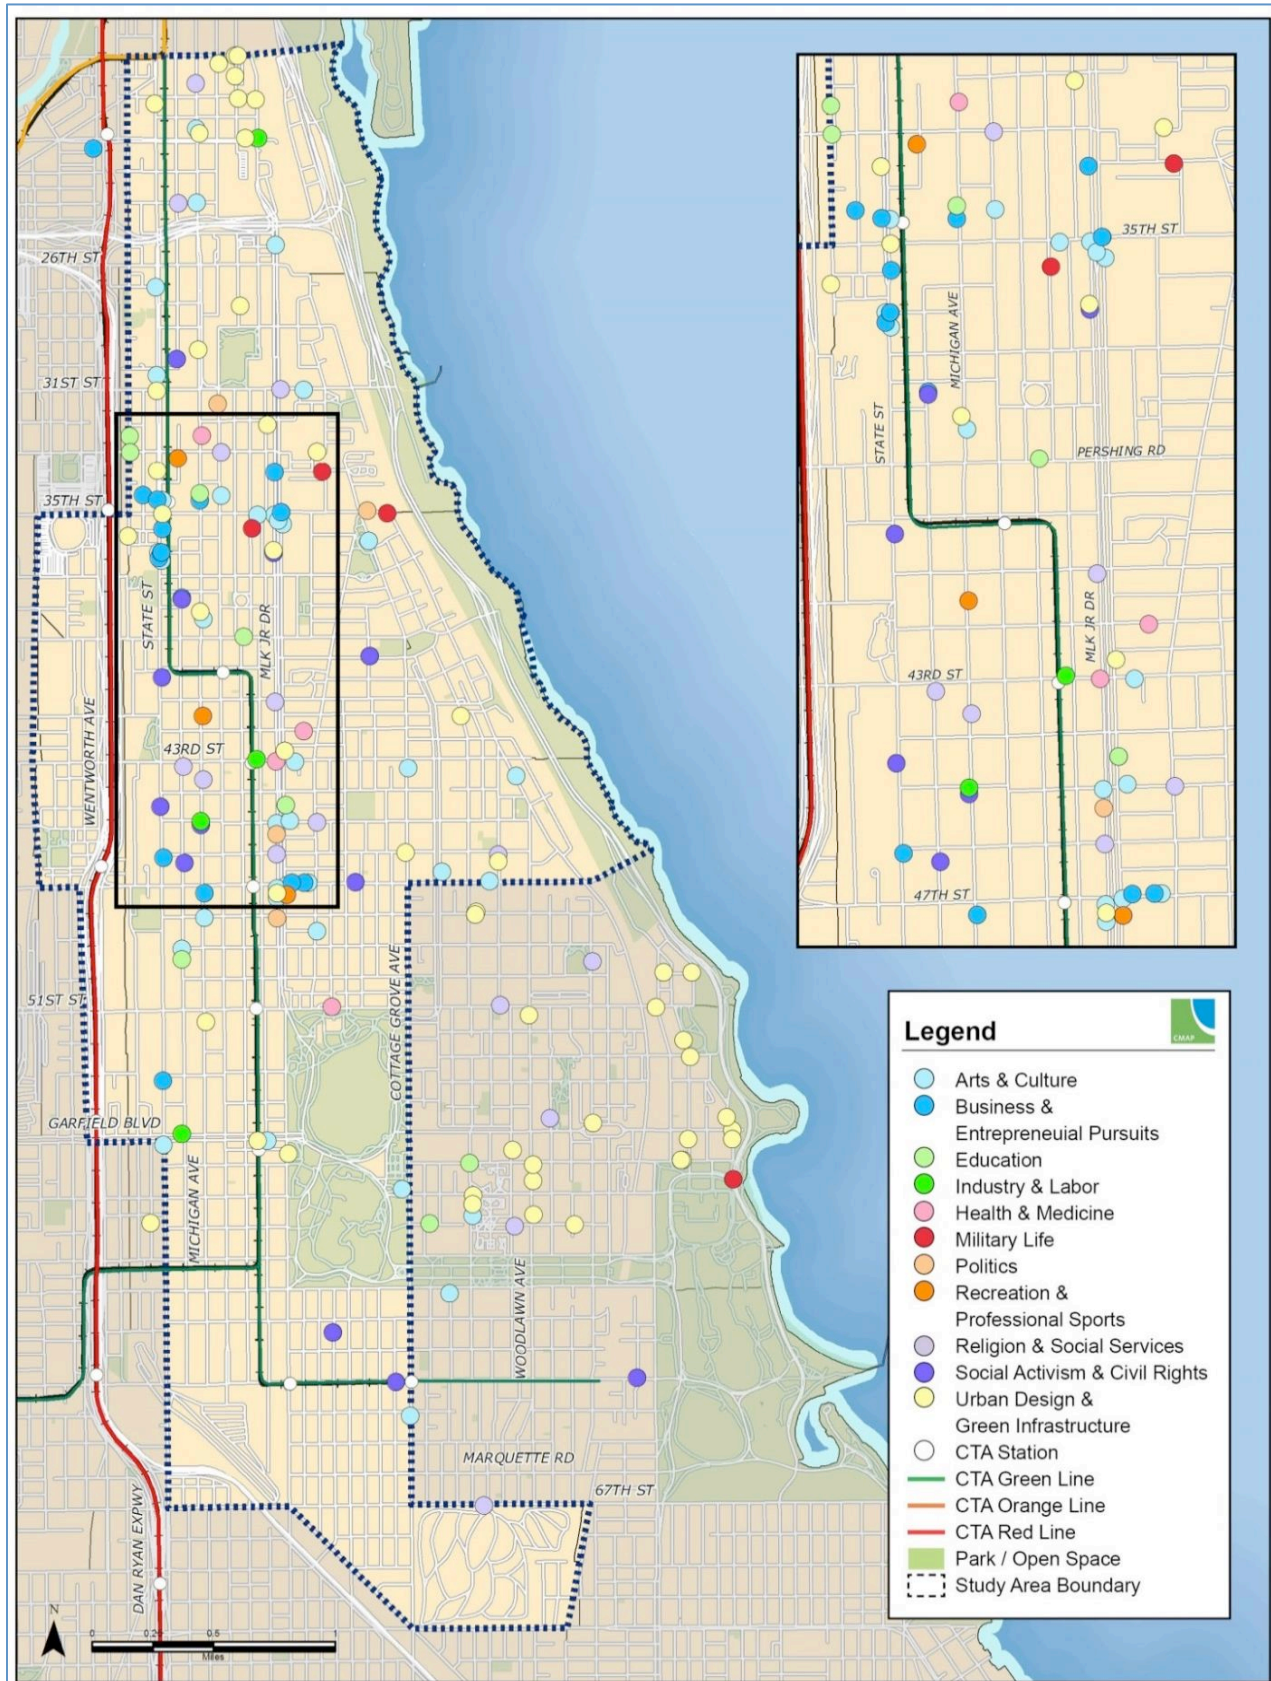 26TH ST
31ST ST
35TH ST
STATE ST
MLK JR DR
WENTWORTH AVE
43RD ST
COTTAGE GROVE AVE
51ST ST
GARFIELD BLVD
MICHIGAN AVE
WOODLAWN AVE
MARQUETTE RD
67TH ST
DAN RYAN EXPWY
N
0
0.5
1
Miles
35TH ST
MICHIGAN AVE
STATE ST
PERSHING RD
MLK JR DR
43RD ST
47TH ST
Legend
CMAP
Arts & Culture
Business &
Entrepreneuial Pursuits
Education
Industry & Labor
Health & Medicine
Military Life
Politics
Recreation &
Professional Sports
Religion & Social Services
Social Activism & Civil Rights
Urban Design &
Green Infrastructure
CTA Station
CTA Green Line
CTA Orange Line
CTA Red Line
Park / Open Space
Study Area Boundary